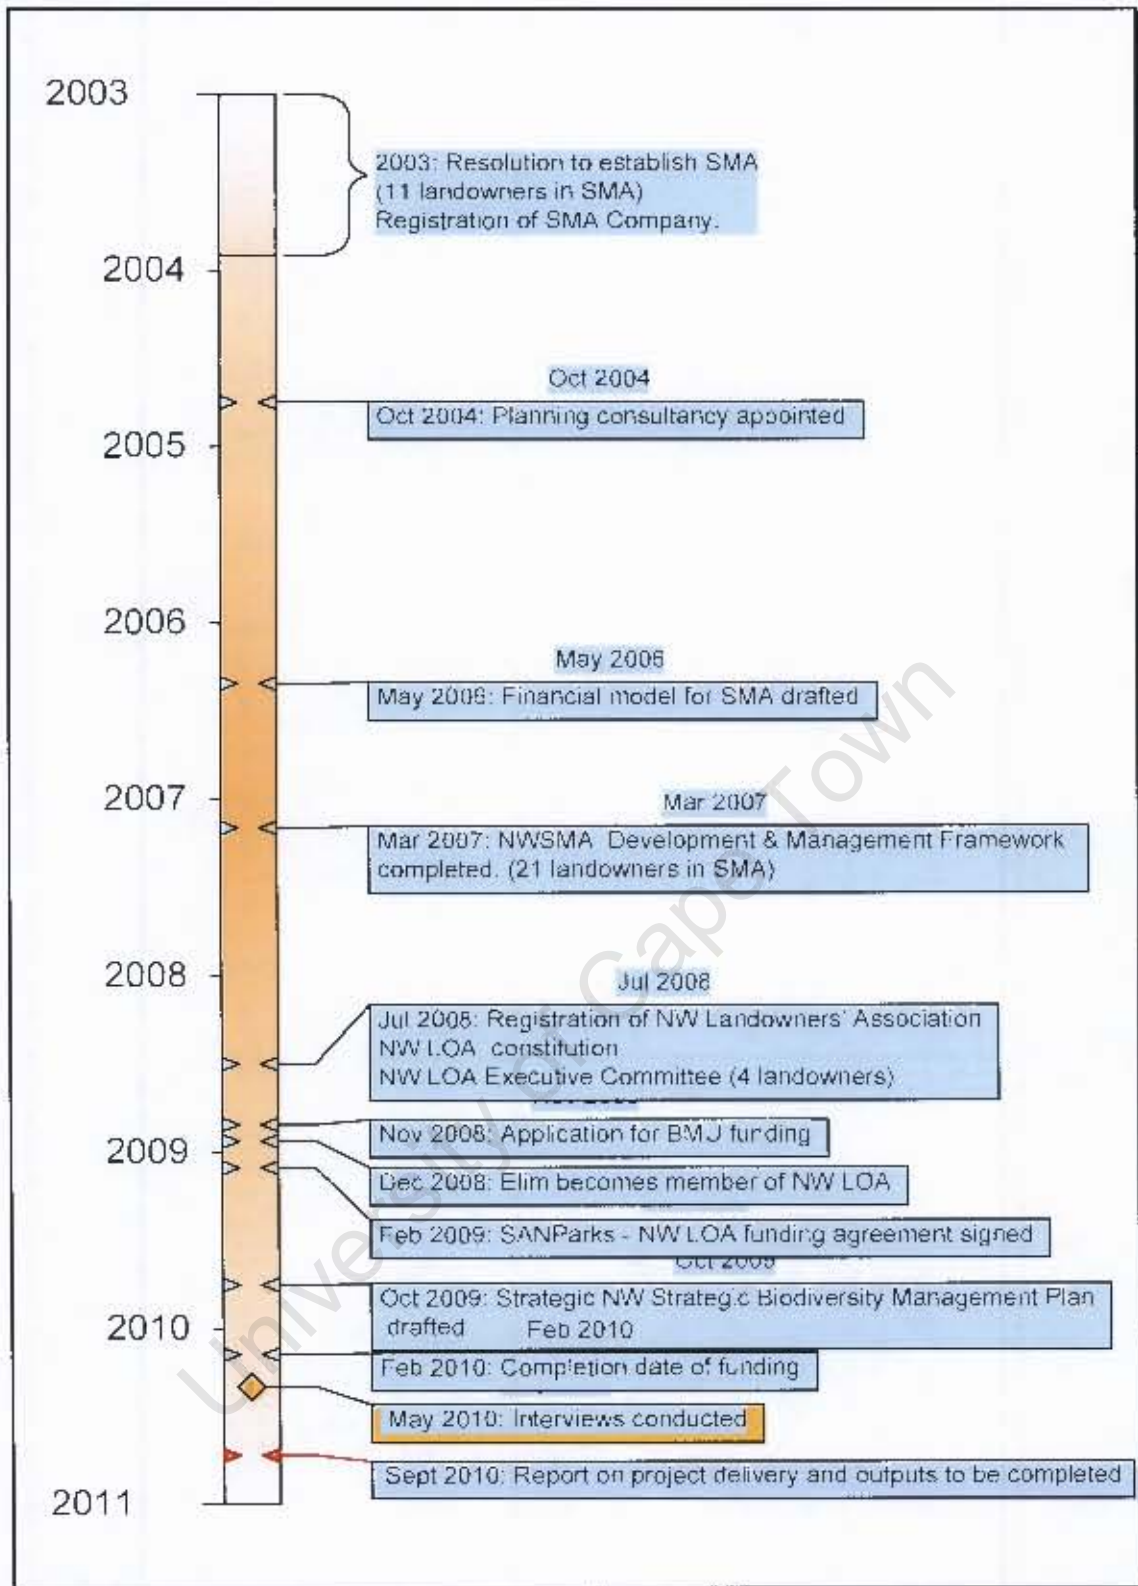 2003
2003: Resolution to establish SMA
(11 landowners in SMA)
Registration of SMA Company.
2004
Oct 2004
Oct 2004: Planning consultancy appointed
2005
2006
May 2006
May 2006: Financial model for SMA drafted
2007
Mar 2007
Mar 2007: NWSMA Development & Management Framework
completed. (21 landowners in SMA)
2008
Jul 2008
Jul 2008: Registration of NW Landowners' Association
NW LOA constitution
NW LOA Executive Committee (4 landowners)
Nov 2008: Application for BMU funding
2009
Dec 2008: Elim becomes member of NW LOA
Feb 2009: SANParks - NW LOA funding agreement signed
Oct 2009
Oct 2009: Strategic NW Strategic Biodiversity Management Plan
drafted Feb 2010
2010
Feb 2010: Completion date of funding
May 2010: Interviews conducted
Sept 2010: Report on project delivery and outputs to be completed
2011
University of Cape Town